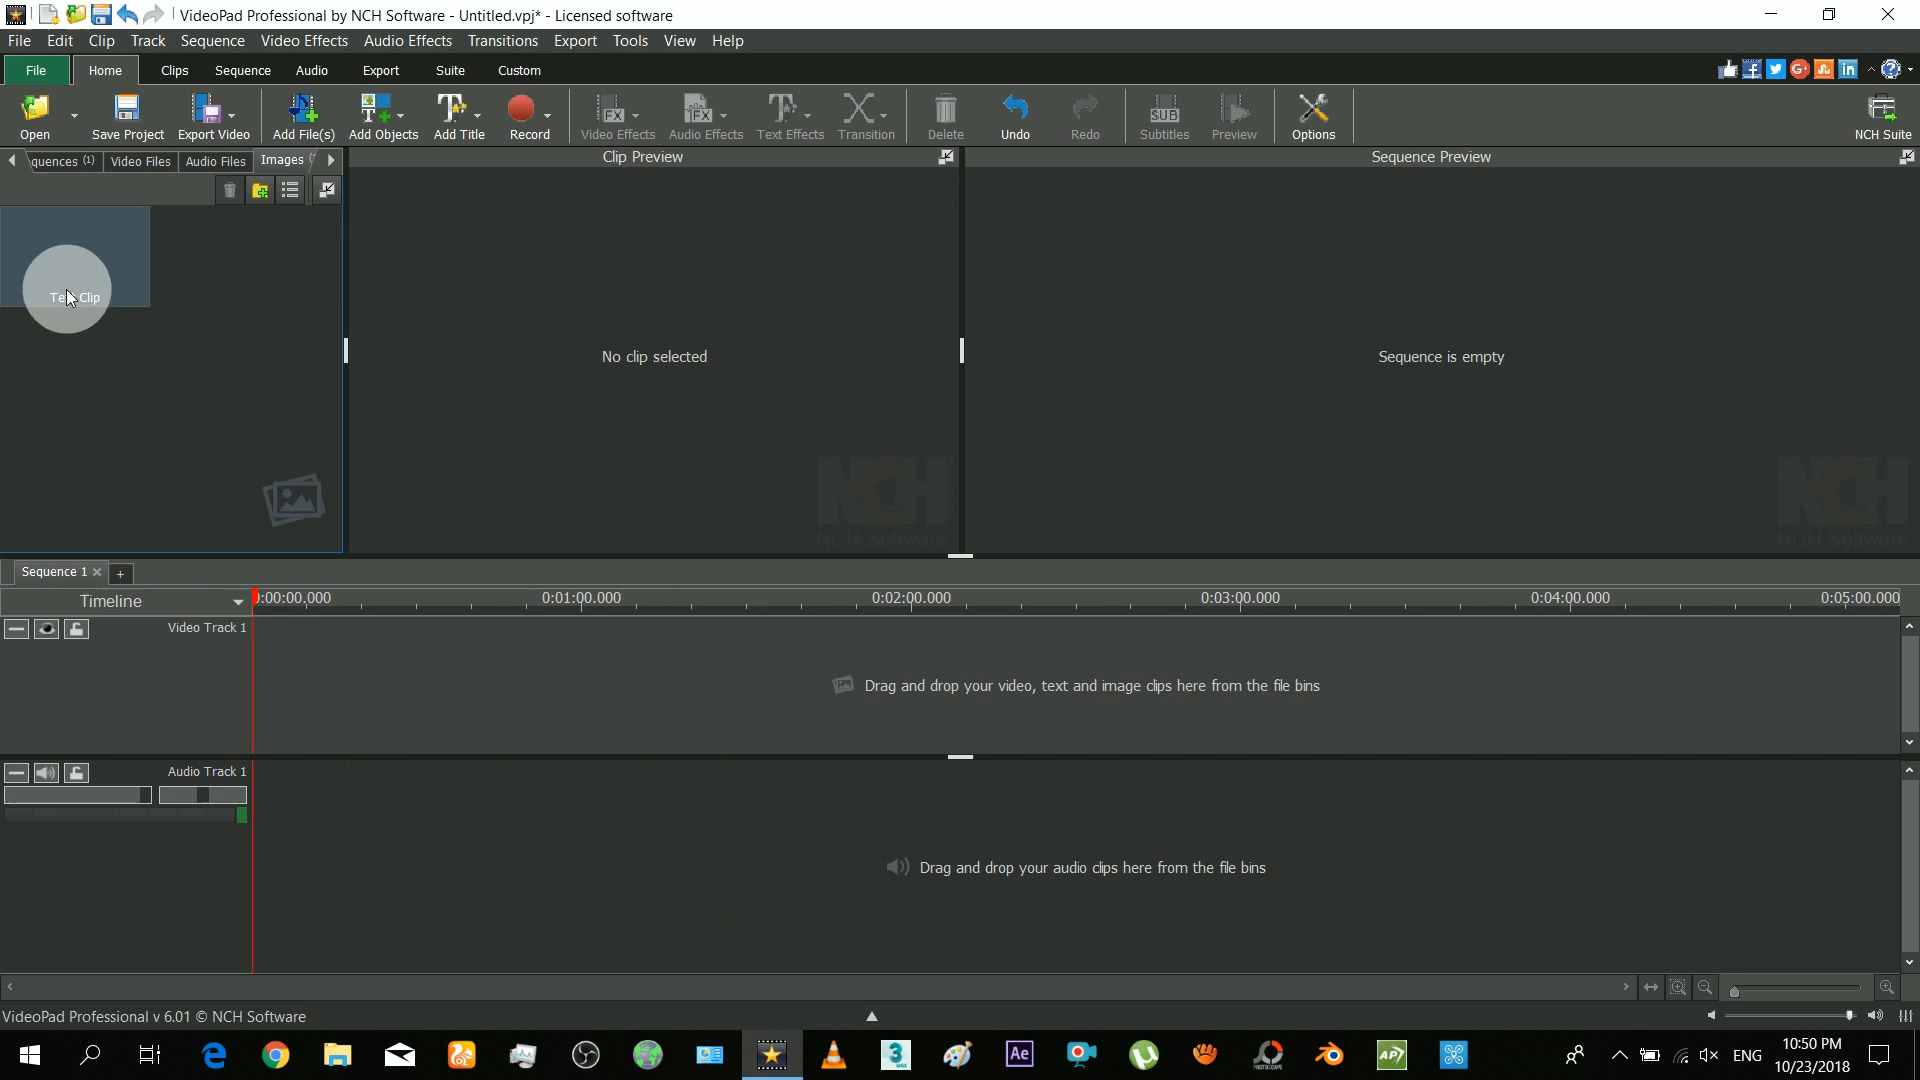 VideoPad Professional by NCH Software - Untitled.vpj* - Licensed software
File Edit Clip Track Sequence Video Effects Audio Effects Transitions Export Tools View Help
File Home Clips Sequence Audio Export Suite Custom
Open Save Project Export Video Add File(s) Add Objects Add Title Record Video Effects Audio Effects Text Effects Transition Delete Undo Redo Subtitles Preview Options NCH Suite
quences (1) Video Files Audio Files Images
Clip Preview
Sequence Preview
Clip
No clip selected
Sequence is empty
NCH
NCH Software
NCH
NCH Software
Sequence 1
Timeline
0:00:00.000 0:01:00.000 0:02:00.000 0:03:00.000 0:04:00.000 0:05:00.000
Video Track 1
Drag and drop your video, text and image clips here from the file bins
Audio Track 1
Drag and drop your audio clips here from the file bins
VideoPad Professional v 6.01 © NCH Software
ENG
10:50 PM
10/23/2018